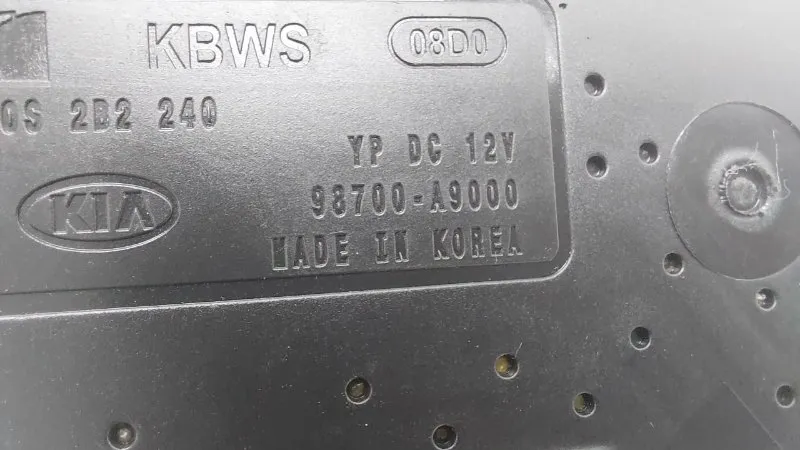 KBWS 08D0
0S 2B2 240
YP DC 12V
KIA 98700-A9000
MADE IN KOREA